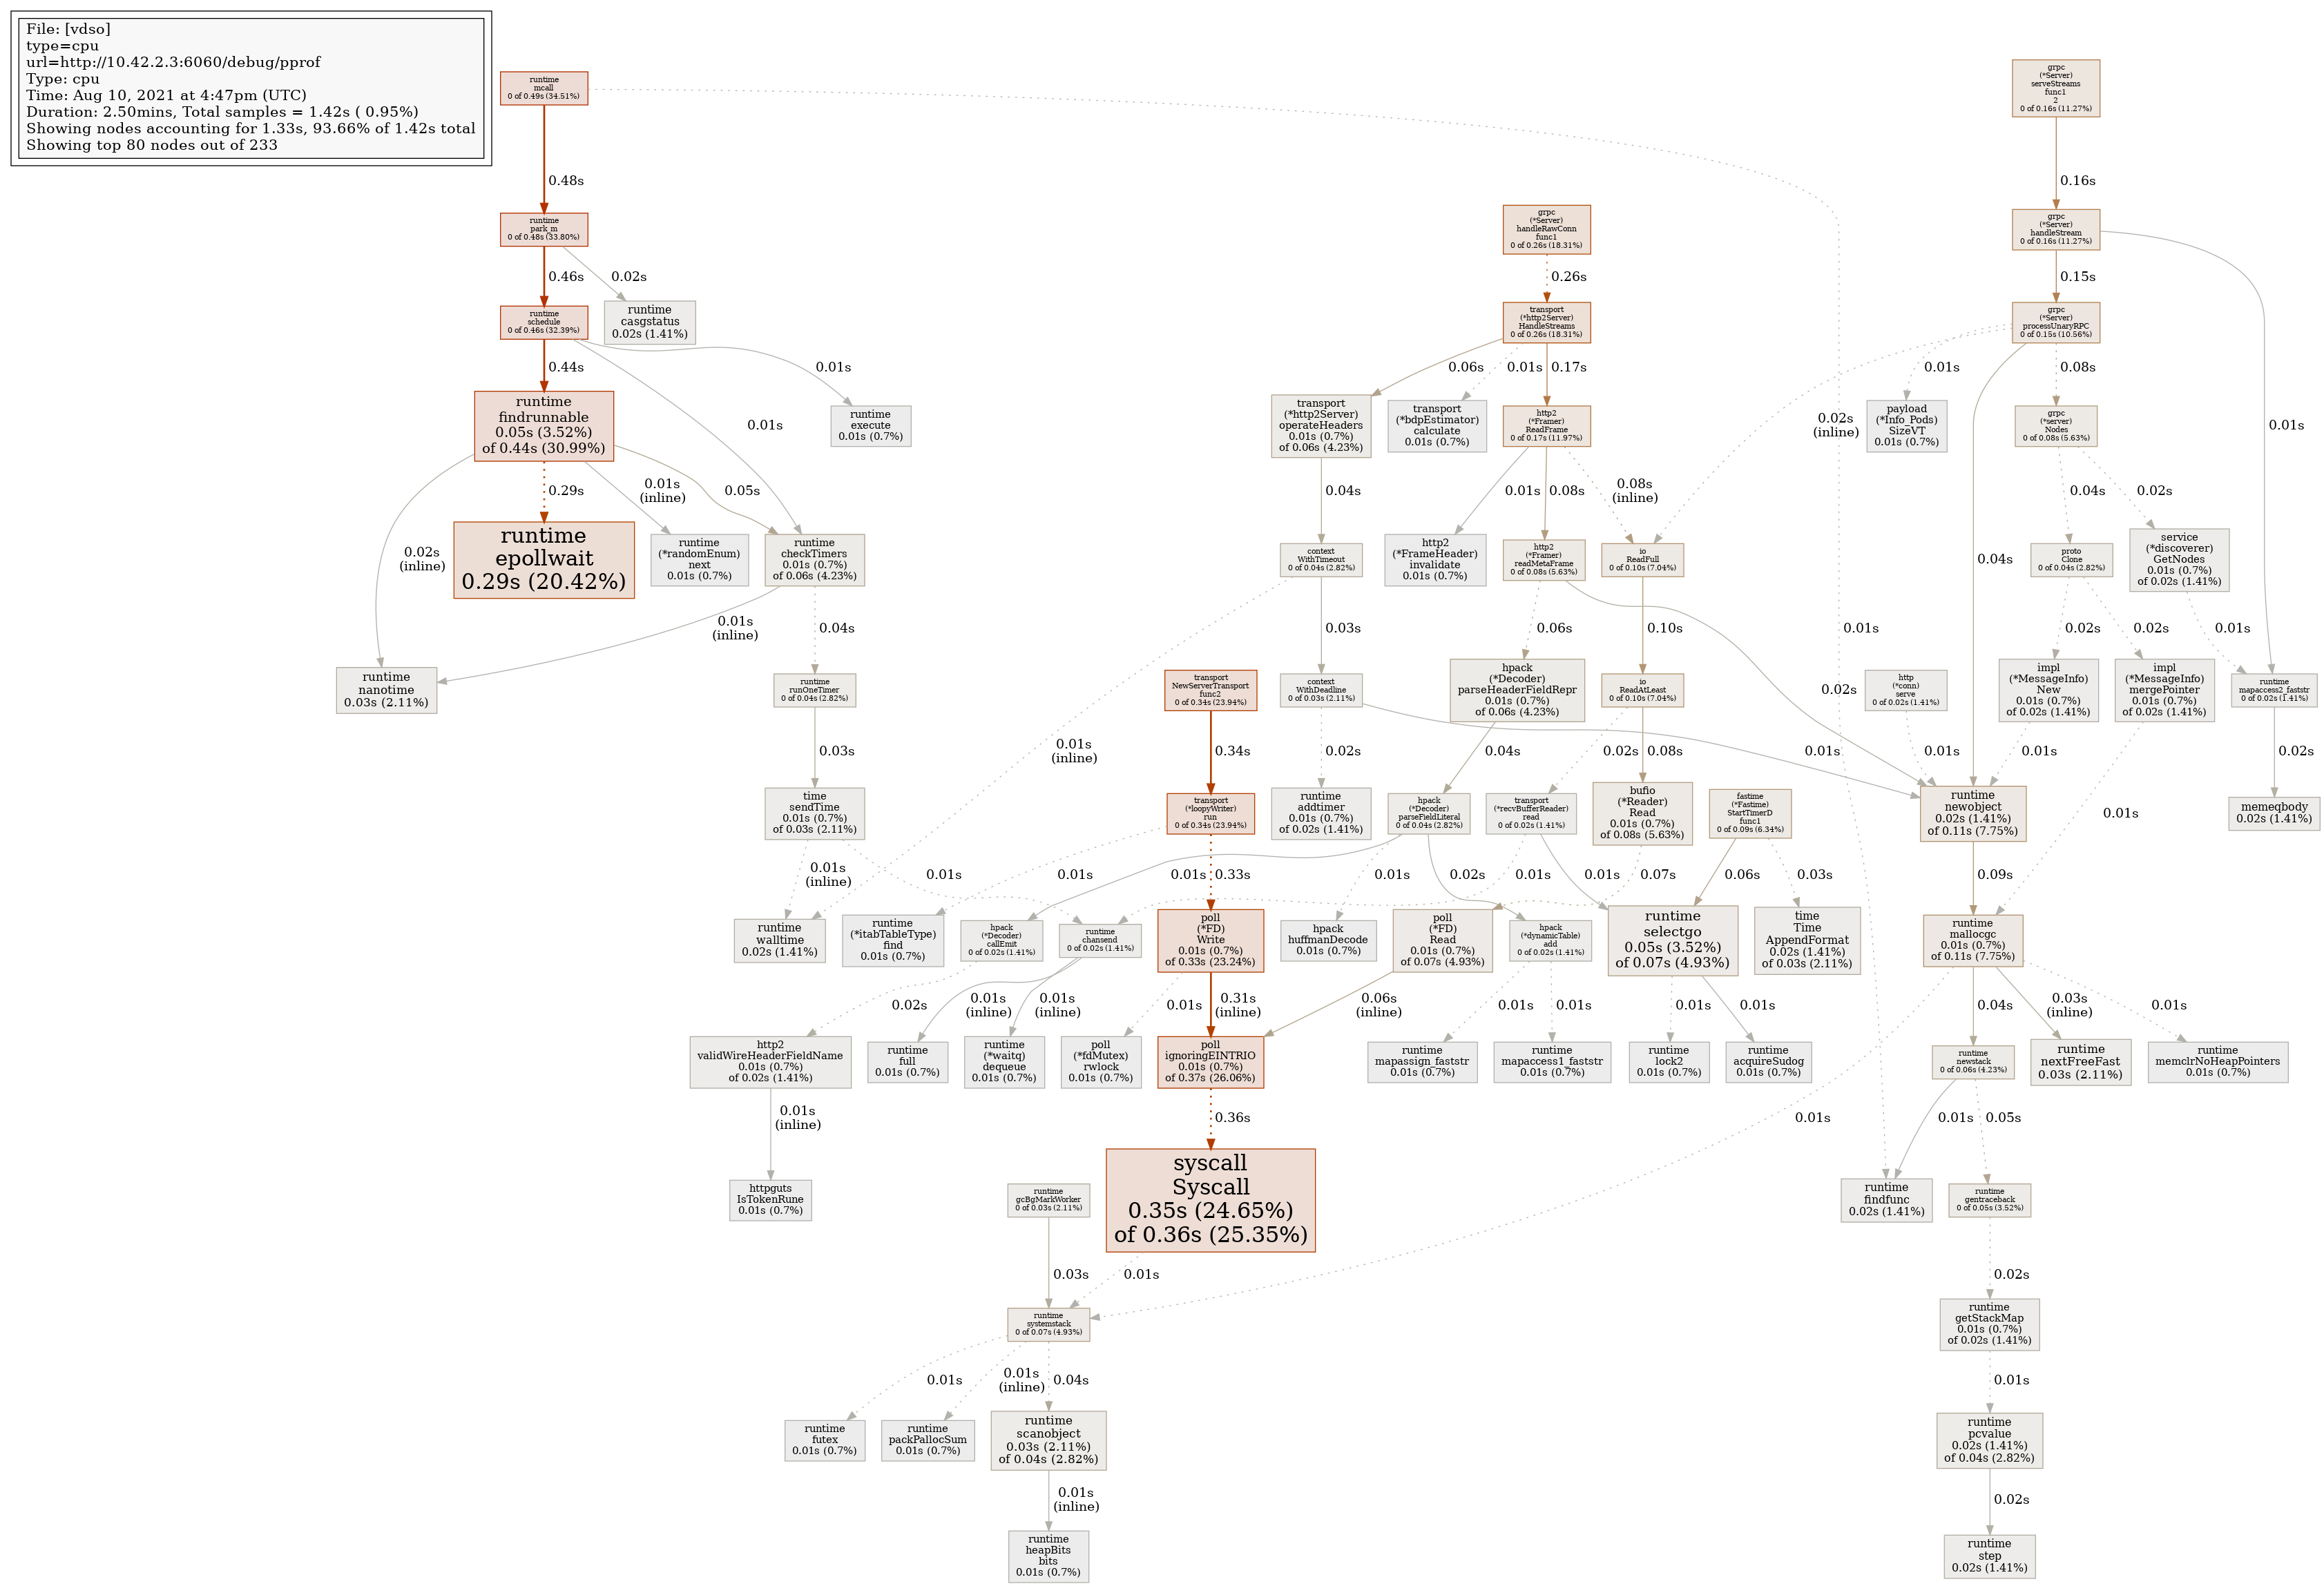 File: [vdso]
type=cpu
url=http://10.42.2.3:6060/debug/pprof
Type: cpu
Time: Aug 10, 2021 at 4:47pm (UTC)
Duration: 2.50mins, Total samples = 1.42s ( 0.95%)
Showing nodes accounting for 1.33s, 93.66% of 1.42s total
Showing top 80 nodes out of 233
runtime
mcall
0 of 0.49s (34.51%)
grpc
(*Server)
serveStreams
func1
2
0 of 0.16s (11.27%)
0.48s
0.16s
runtime
park_m
0 of 0.48s (33.80%)
grpc
(*Server)
handleRawConn
func1
0 of 0.26s (18.31%)
grpc
(*Server)
handleStream
0 of 0.16s (11.27%)
0.46s
0.02s
0.26s
0.15s
runtime
schedule
0 of 0.46s (32.39%)
runtime
casgstatus
0.02s (1.41%)
transport
(*http2Server)
HandleStreams
0 of 0.26s (18.31%)
grpc
(*Server)
processUnaryRPC
0 of 0.15s (10.56%)
0.44s
0.01s
0.01s
0.06s
0.01s
0.17s
0.02s
(inline)
0.01s
0.08s
0.04s
0.01s
runtime
findrunnable
0.05s (3.52%)
of 0.44s (30.99%)
runtime
execute
0.01s (0.7%)
transport
(*http2Server)
operateHeaders
0.01s (0.7%)
of 0.06s (4.23%)
transport
(*bdpEstimator)
calculate
0.01s (0.7%)
http2
(*Framer)
ReadFrame
0 of 0.17s (11.97%)
payload
(*Info_Pods)
SizeVT
0.01s (0.7%)
grpc
(*server)
Nodes
0 of 0.08s (5.63%)
0.02s
(inline)
0.29s
0.01s
(inline)
0.05s
0.04s
0.01s
0.08s
0.08s
(inline)
0.04s
0.02s
runtime
epollwait
0.29s (20.42%)
runtime
(*randomEnum)
next
0.01s (0.7%)
runtime
checkTimers
0.01s (0.7%)
of 0.06s (4.23%)
context
WithTimeout
0 of 0.04s (2.82%)
http2
(*FrameHeader)
invalidate
0.01s (0.7%)
http2
(*Framer)
readMetaFrame
0 of 0.08s (5.63%)
io
ReadFull
0 of 0.10s (7.04%)
proto
Clone
0 of 0.04s (2.82%)
service
(*discoverer)
GetNodes
0.01s (0.7%)
of 0.02s (1.41%)
0.01s
(inline)
0.04s
0.01s
(inline)
0.03s
0.06s
0.02s
0.10s
0.01s
0.02s
0.02s
0.01s
runtime
nanotime
0.03s (2.11%)
runtime
runOneTimer
0 of 0.04s (2.82%)
transport
NewServerTransport
func2
0 of 0.34s (23.94%)
context
WithDeadline
0 of 0.03s (2.11%)
hpack
(*Decoder)
parseHeaderFieldRepr
0.01s (0.7%)
of 0.06s (4.23%)
io
ReadAtLeast
0 of 0.10s (7.04%)
http
(*conn)
serve
0 of 0.02s (1.41%)
impl
(*MessageInfo)
New
0.01s (0.7%)
of 0.02s (1.41%)
impl
(*MessageInfo)
mergePointer
0.01s (0.7%)
of 0.02s (1.41%)
runtime
mapaccess2_faststr
0 of 0.02s (1.41%)
0.03s
0.34s
0.02s
0.01s
0.04s
0.02s
0.08s
0.01s
0.01s
0.01s
0.02s
time
sendTime
0.01s (0.7%)
of 0.03s (2.11%)
transport
(*loopyWriter)
run
0 of 0.34s (23.94%)
runtime
addtimer
0.01s (0.7%)
of 0.02s (1.41%)
hpack
(*Decoder)
parseFieldLiteral
0 of 0.04s (2.82%)
transport
(*recvBufferReader)
read
0 of 0.02s (1.41%)
bufio
(*Reader)
Read
0.01s (0.7%)
of 0.08s (5.63%)
fastime
(*Fastime)
StartTimerD
func1
0 of 0.09s (6.34%)
runtime
newobject
0.02s (1.41%)
of 0.11s (7.75%)
memeqbody
0.02s (1.41%)
0.01s
(inline)
0.01s
0.01s
0.33s
0.01s
0.01s
0.02s
0.01s
0.01s
0.07s
0.06s
0.03s
0.09s
runtime
walltime
0.02s (1.41%)
runtime
(*itabTableType)
find
0.01s (0.7%)
hpack
(*Decoder)
callEmit
0 of 0.02s (1.41%)
runtime
chansend
0 of 0.02s (1.41%)
poll
(*FD)
Write
0.01s (0.7%)
of 0.33s (23.24%)
hpack
huffmanDecode
0.01s (0.7%)
poll
(*FD)
Read
0.01s (0.7%)
of 0.07s (4.93%)
hpack
(*dynamicTable)
add
0 of 0.02s (1.41%)
runtime
selectgo
0.05s (3.52%)
of 0.07s (4.93%)
time
Time
AppendFormat
0.02s (1.41%)
of 0.03s (2.11%)
runtime
mallocgc
0.01s (0.7%)
of 0.11s (7.75%)
0.02s
0.01s
(inline)
0.01s
(inline)
0.01s
0.31s
(inline)
0.06s
(inline)
0.01s
0.01s
0.01s
0.01s
0.01s
0.04s
0.03s
(inline)
0.01s
http2
validWireHeaderFieldName
0.01s (0.7%)
of 0.02s (1.41%)
runtime
full
0.01s (0.7%)
runtime
(*waitq)
dequeue
0.01s (0.7%)
poll
(*fdMutex)
rwlock
0.01s (0.7%)
poll
ignoringEINTRIO
0.01s (0.7%)
of 0.37s (26.06%)
runtime
mapassign_faststr
0.01s (0.7%)
runtime
mapaccess1_faststr
0.01s (0.7%)
runtime
lock2
0.01s (0.7%)
runtime
acquireSudog
0.01s (0.7%)
runtime
newstack
0 of 0.06s (4.23%)
runtime
nextFreeFast
0.03s (2.11%)
runtime
memclrNoHeapPointers
0.01s (0.7%)
0.01s
(inline)
0.36s
0.01s
0.05s
httpguts
IsTokenRune
0.01s (0.7%)
runtime
gcBgMarkWorker
0 of 0.03s (2.11%)
syscall
Syscall
0.35s (24.65%)
of 0.36s (25.35%)
runtime
findfunc
0.02s (1.41%)
runtime
gentraceback
0 of 0.05s (3.52%)
0.03s
0.01s
0.02s
runtime
systemstack
0 of 0.07s (4.93%)
runtime
getStackMap
0.01s (0.7%)
of 0.02s (1.41%)
0.01s
0.01s
(inline)
0.04s
0.01s
runtime
futex
0.01s (0.7%)
runtime
packPallocSum
0.01s (0.7%)
runtime
scanobject
0.03s (2.11%)
of 0.04s (2.82%)
runtime
pcvalue
0.02s (1.41%)
of 0.04s (2.82%)
0.01s
(inline)
0.02s
runtime
heapBits
bits
0.01s (0.7%)
runtime
step
0.02s (1.41%)